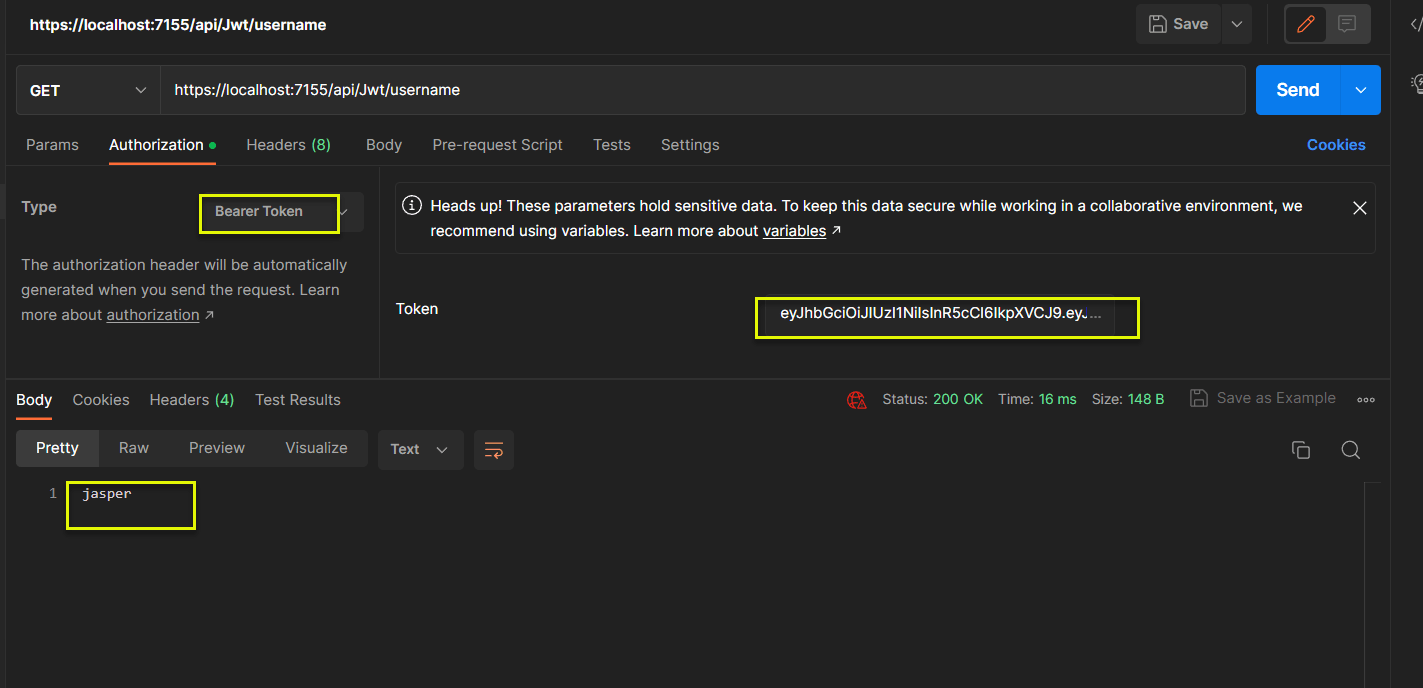 https://localhost:7155/api/Jwt/username
Save
GET
https://localhost:7155/api/Jwt/username
Send
Params
Authorization
Headers (8)
Body
Pre-request Script
Tests
Settings
Cookies
Type
Bearer Token
The authorization header will be automatically
generated when you send the request. Learn
more about authorization ↗
Heads up! These parameters hold sensitive data. To keep this data secure while working in a collaborative environment, we
recommend using variables. Learn more about variables ↗
Token
eyJhbGciOiJIUzI1NiIsInR5cCI6IkpXVCJ9.eyJ...
Body
Cookies
Headers (4)
Test Results
Status: 200 OK
Time: 16 ms
Size: 148 B
Save as Example
Pretty
Raw
Preview
Visualize
Text
1
jasper